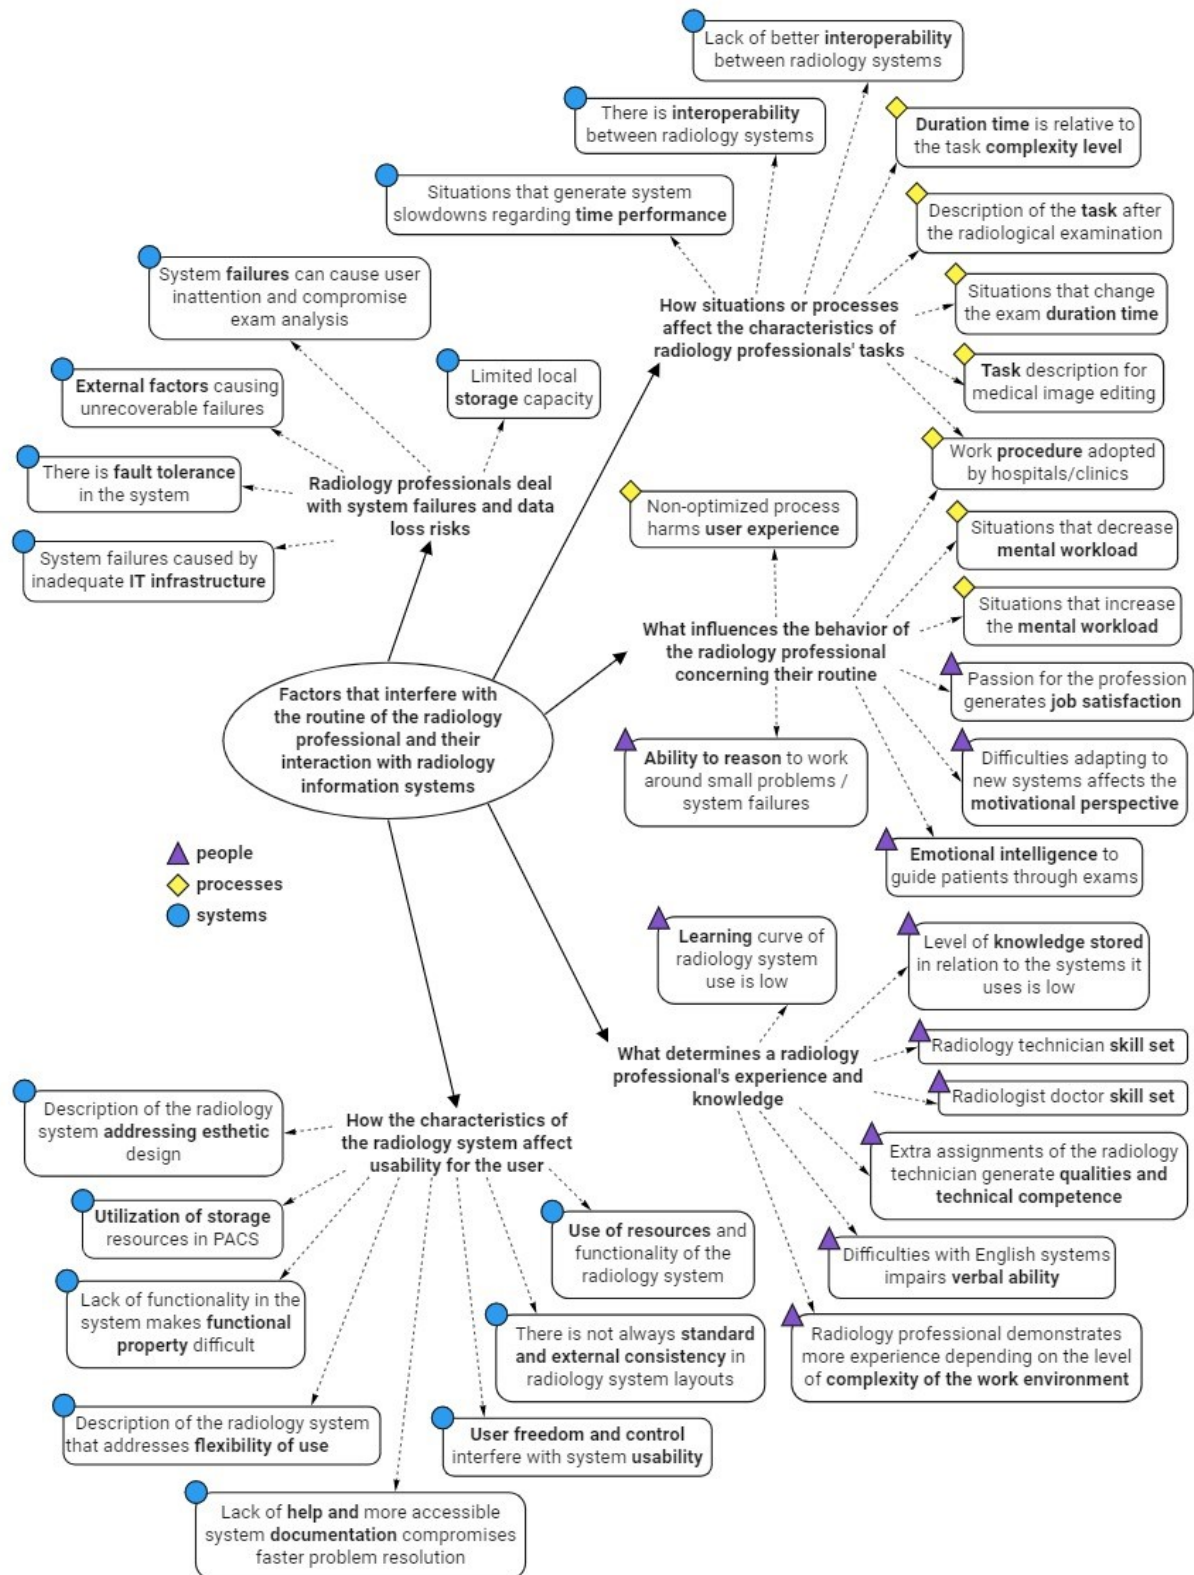 Lack of better interoperability
between radiology systems
There is interoperability
between radiology systems
Duration time is relative to
the task complexity level
Situations that generate system
slowdowns regarding time performance
Description of the task after
the radiological examination
System failures can cause user
inattention and compromise
exam analysis
Situations that change
the exam duration time
How situations or processes
affect the characteristics of
radiology professionals' tasks
External factors causing
unrecoverable failures
Limited local
storage capacity
Task description for
medical image editing
There is fault tolerance
in the system
Radiology professionals deal
with system failures and data
loss risks
Work procedure adopted
by hospitals/clinics
Non-optimized process
harms user experience
System failures caused by
inadequate IT infrastructure
Situations that decrease
mental workload
Situations that increase
the mental workload
What influences the behavior of
the radiology professional
concerning their routine
Passion for the profession
generates job satisfaction
Factors that interfere with
the routine of the radiology
professional and their
interaction with radiology
information systems
Ability to reason to work
around small problems /
system failures
Difficulties adapting to
new systems affects the
motivational perspective
Emotional intelligence to
guide patients through exams
people
processes
systems
Learning curve of
radiology system
use is low
Level of knowledge stored
in relation to the systems it
uses is low
Radiology technician skill set
What determines a radiology
professional's experience and
knowledge
Radiologist doctor skill set
Description of the radiology
system addressing esthetic
design
How the characteristics of
the radiology system affect
usability for the user
Extra assignments of the radiology
technician generate qualities and
technical competence
Utilization of storage
resources in PACS
Use of resources and
functionality of the
radiology system
Difficulties with English systems
impairs verbal ability
Lack of functionality in the
system makes functional
property difficult
There is not always standard
and external consistency in
radiology system layouts
Radiology professional demonstrates
more experience depending on the level
of complexity of the work environment
Description of the radiology system
that addresses flexibility of use
User freedom and control
interfere with system usability
Lack of help and more accessible
system documentation compromises
faster problem resolution